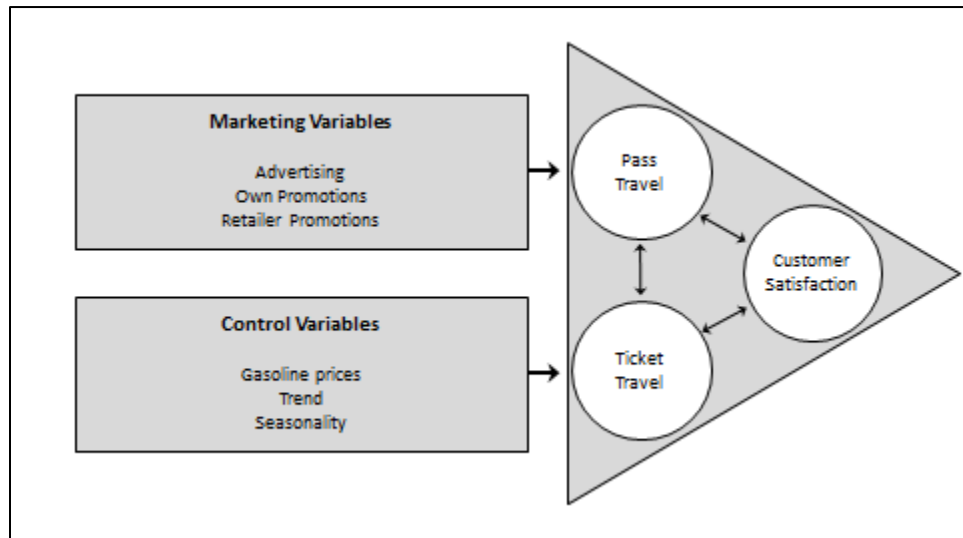 Marketing Variables
Advertising
Own Promotions
Retailer Promotions
Control Variables
Gasoline prices
Trend
Seasonality
Pass
Travel
Customer
Satisfaction
Ticket
Travel